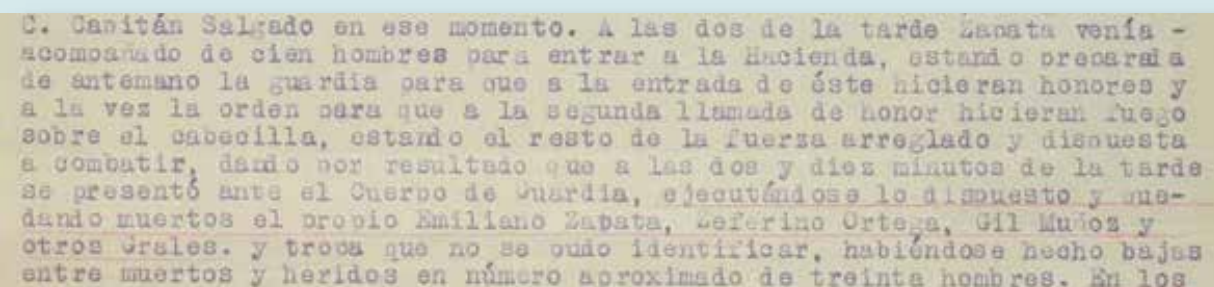 C. Capitán Salgado en ese momento. A las dos de la tarde Zapata venía -
acompañado de cien hombres para entrar a la Hacienda, estando preparada
de antemano la guardia para que a la entrada de éste hicieran honores y
a la vez la orden para que a la segunda llamada de honor hicieran fuego
sobre el cabecilla, estando el resto de la fuerza arreglado y dispuesta
a combatir, dando por resultado que a las dos y diez minutos de la tarde
se presentó ante el Cuerpo de Guardia, ejecutándose lo dispuesto y que-
dando muertos el propio Emiliano Zapata, Zeferino Ortega, Gil Muños y
otros Grales. y tropa que no se pudo identificar, habiéndose hecho bajas
entre muertos y heridos en número aproximado de treinta hombres. En los